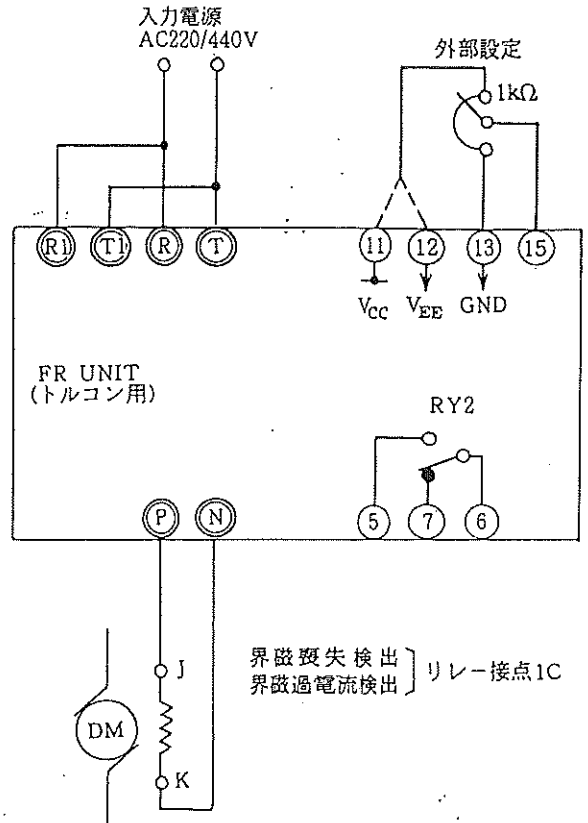 入力電源
AC220/440V
外部設定
1kΩ
R1 T1 R T 11 12 13 15
VCC VEE GND
FR UNIT
(トルコン用)
RY2
P N 5 7 6
J
界磁喪失検出
界磁過電流検出
リレー接点1C
DM
K